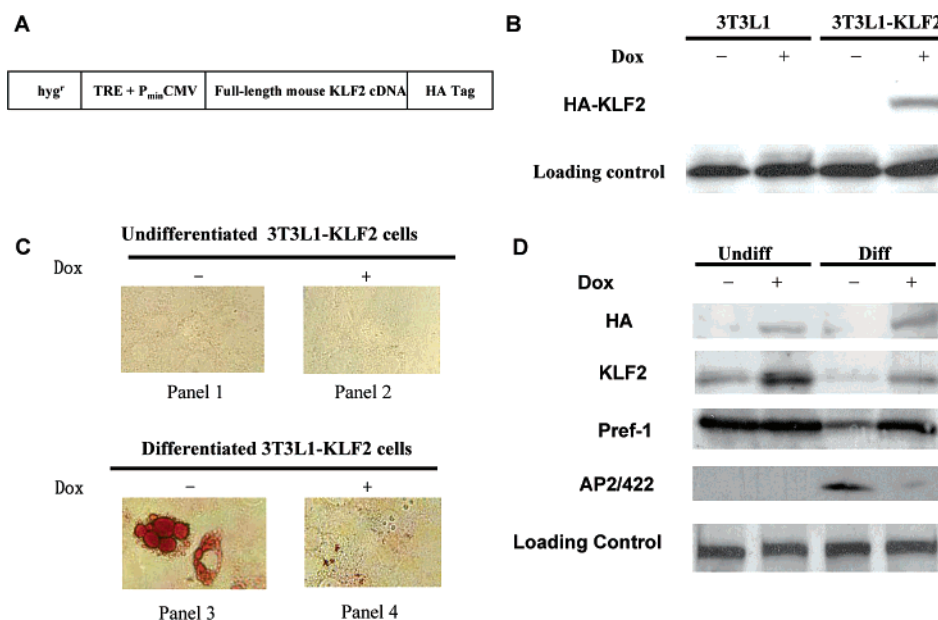 A
hygʳ TRE + PminCMV Full-length mouse KLF2 cDNA HA Tag
B
3T3L1 3T3L1-KLF2
Dox − + − +
HA-KLF2
Loading control
C
Undifferentiated 3T3L1-KLF2 cells
Dox − +
Panel 1 Panel 2
Differentiated 3T3L1-KLF2 cells
Dox − +
Panel 3 Panel 4
D
Undiff Diff
Dox − + − +
HA
KLF2
Pref-1
AP2/422
Loading Control